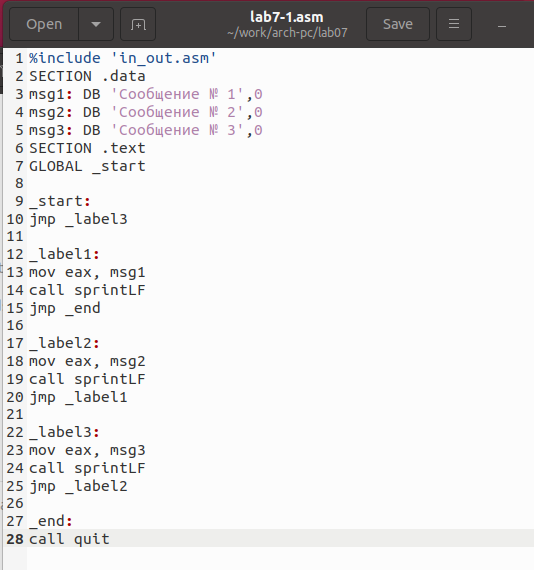 Open
lab7-1.asm
~/work/arch-pc/lab07
Save
1 %include 'in_out.asm'
2 SECTION .data
3 msg1: DB 'Сообщение № 1',0
4 msg2: DB 'Сообщение № 2',0
5 msg3: DB 'Сообщение № 3',0
6 SECTION .text
7 GLOBAL _start
8
9 _start:
10 jmp _label3
11
12 _label1:
13 mov eax, msg1
14 call sprintLF
15 jmp _end
16
17 _label2:
18 mov eax, msg2
19 call sprintLF
20 jmp _label1
21
22 _label3:
23 mov eax, msg3
24 call sprintLF
25 jmp _label2
26
27 _end:
28 call quit